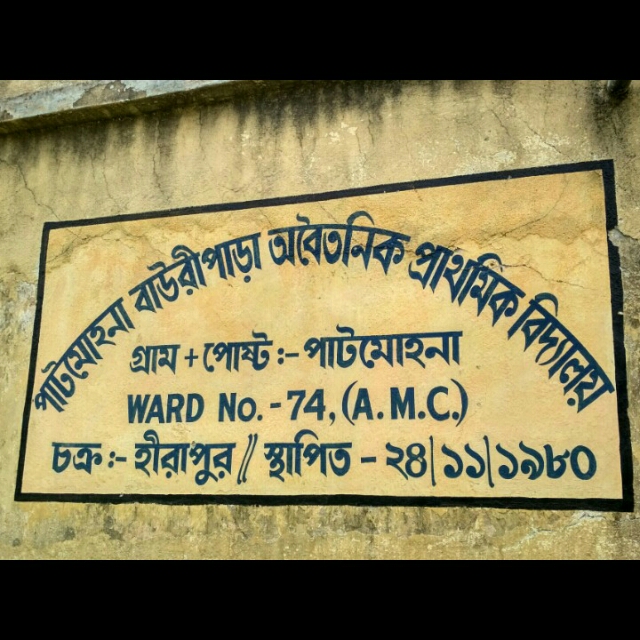 পাটমোহনা বাউরীপাড়া অবৈতনিক প্রাথমিক বিদ্যালয়
গ্রাম + পোষ্ট :- পাটমোহনা
WARD No. - 74, (A.M.C.)
চক্র :- হীরাপুর // স্থাপিত - ২৪|১১|১৯৮০